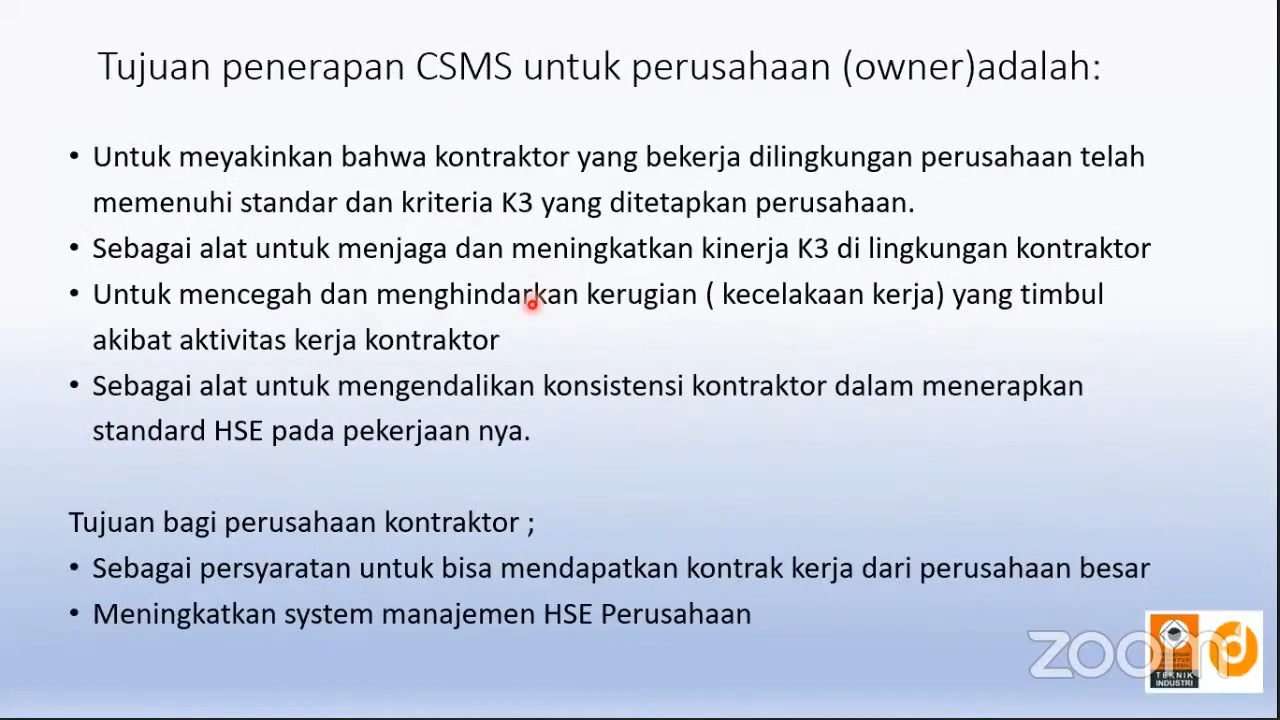 Tujuan penerapan CSMS untuk perusahaan (owner)adalah:
• Untuk meyakinkan bahwa kontraktor yang bekerja dilingkungan perusahaan telah
memenuhi standar dan kriteria K3 yang ditetapkan perusahaan.
• Sebagai alat untuk menjaga dan meningkatkan kinerja K3 di lingkungan kontraktor
• Untuk mencegah dan menghindarkan kerugian ( kecelakaan kerja) yang timbul
akibat aktivitas kerja kontraktor
• Sebagai alat untuk mengendalikan konsistensi kontraktor dalam menerapkan
standard HSE pada pekerjaan nya.
Tujuan bagi perusahaan kontraktor ;
• Sebagai persyaratan untuk bisa mendapatkan kontrak kerja dari perusahaan besar
• Meningkatkan system manajemen HSE Perusahaan
zoom
TEKNIK
INDUSTRI